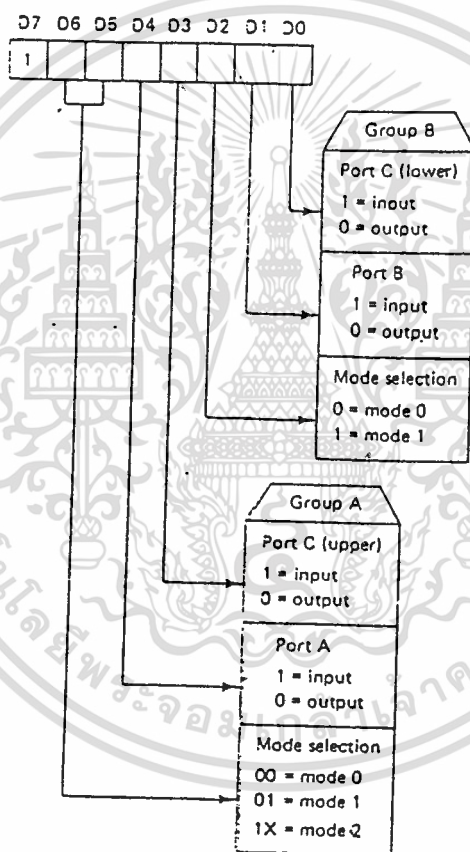 D7 D6 D5 D4 D3 D2 D1 D0
1
Group B
Port C (lower)
1 = input
0 = output
Port B
1 = input
0 = output
Mode selection
0 = mode 0
1 = mode 1
Group A
Port C (upper)
1 = input
0 = output
Port A
1 = input
0 = output
Mode selection
00 = mode 0
01 = mode 1
1X = mode 2